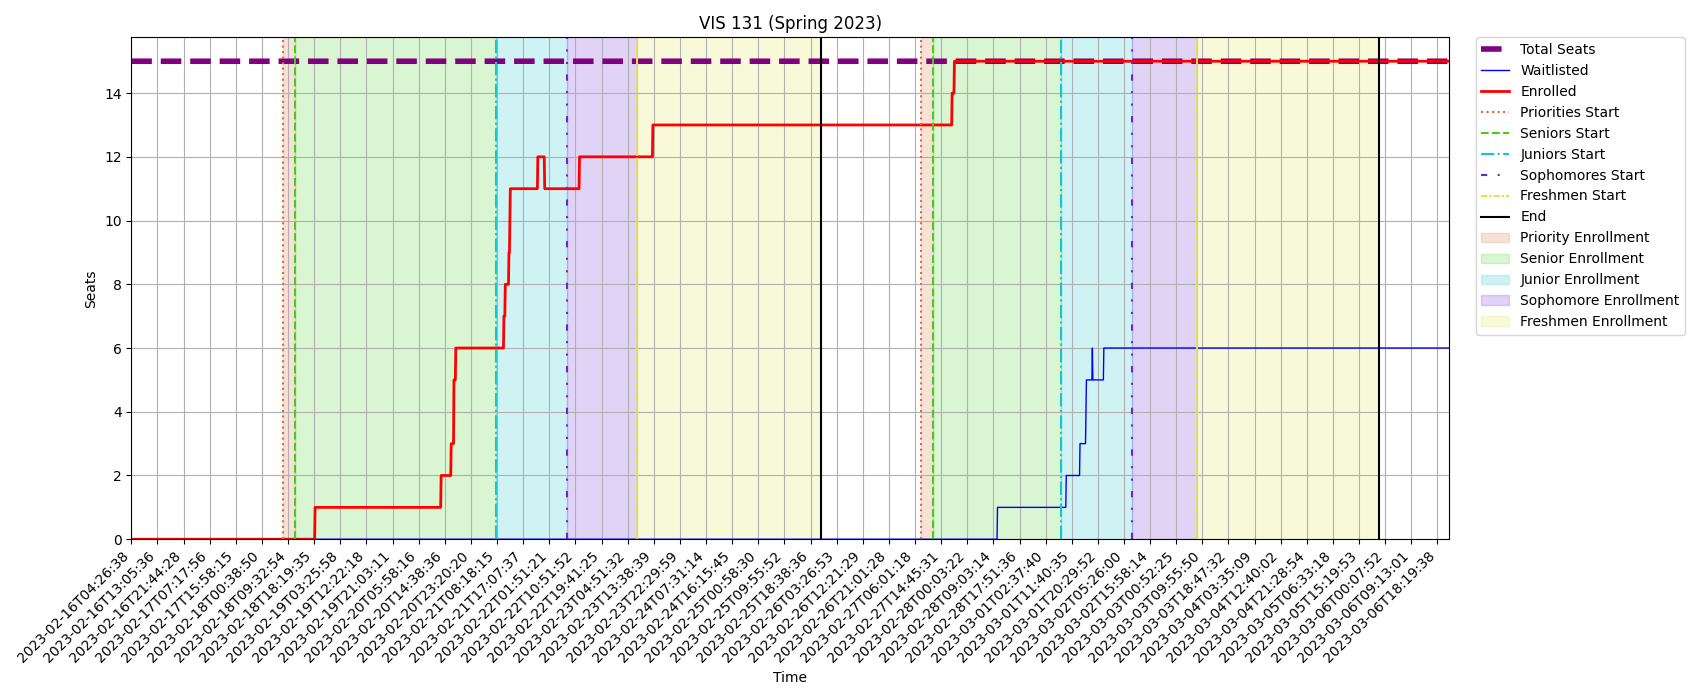 VIS 131 (Spring 2023)
Seats
14
12
10
8
6
4
2
0
2023-02-16T04:26:38
2023-02-16T13:05:36
2023-02-16T21:44:28
2023-02-17T07:17:56
2023-02-17T15:58:15
2023-02-18T00:38:50
2023-02-18T09:32:54
2023-02-18T18:19:35
2023-02-19T03:25:58
2023-02-19T12:22:18
2023-02-19T21:03:11
2023-02-20T05:58:16
2023-02-20T14:38:36
2023-02-20T23:20:20
2023-02-21T08:18:15
2023-02-21T17:07:37
2023-02-22T01:51:21
2023-02-22T10:51:52
2023-02-22T19:41:25
2023-02-23T04:51:32
2023-02-23T13:38:39
2023-02-23T22:29:59
2023-02-24T07:31:14
2023-02-24T16:15:45
2023-02-25T00:58:30
2023-02-25T09:55:52
2023-02-25T18:38:36
2023-02-26T03:26:53
2023-02-26T12:21:29
2023-02-26T21:01:28
2023-02-27T06:01:18
2023-02-27T14:45:31
2023-02-28T00:03:22
2023-02-28T09:03:14
2023-02-28T17:51:36
2023-03-01T02:37:40
2023-03-01T11:40:35
2023-03-01T20:29:52
2023-03-02T05:26:00
2023-03-02T15:58:14
2023-03-03T00:52:25
2023-03-03T09:55:50
2023-03-03T18:47:32
2023-03-04T03:35:09
2023-03-04T12:40:02
2023-03-04T21:28:54
2023-03-05T06:33:18
2023-03-05T15:19:53
2023-03-06T00:07:52
2023-03-06T09:13:01
2023-03-06T18:19:38
Time
Total Seats
Waitlisted
Enrolled
Priorities Start
Seniors Start
Juniors Start
Sophomores Start
Freshmen Start
End
Priority Enrollment
Senior Enrollment
Junior Enrollment
Sophomore Enrollment
Freshmen Enrollment